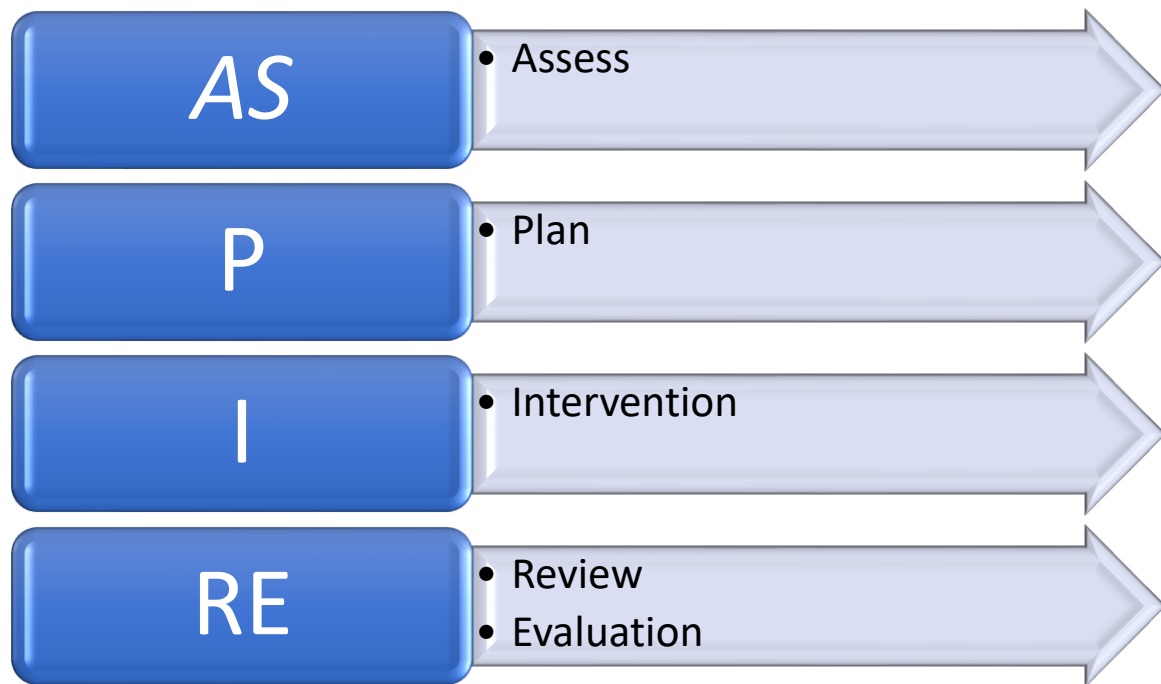 AS
• Assess
P
• Plan
I
• Intervention
RE
• Review
• Evaluation